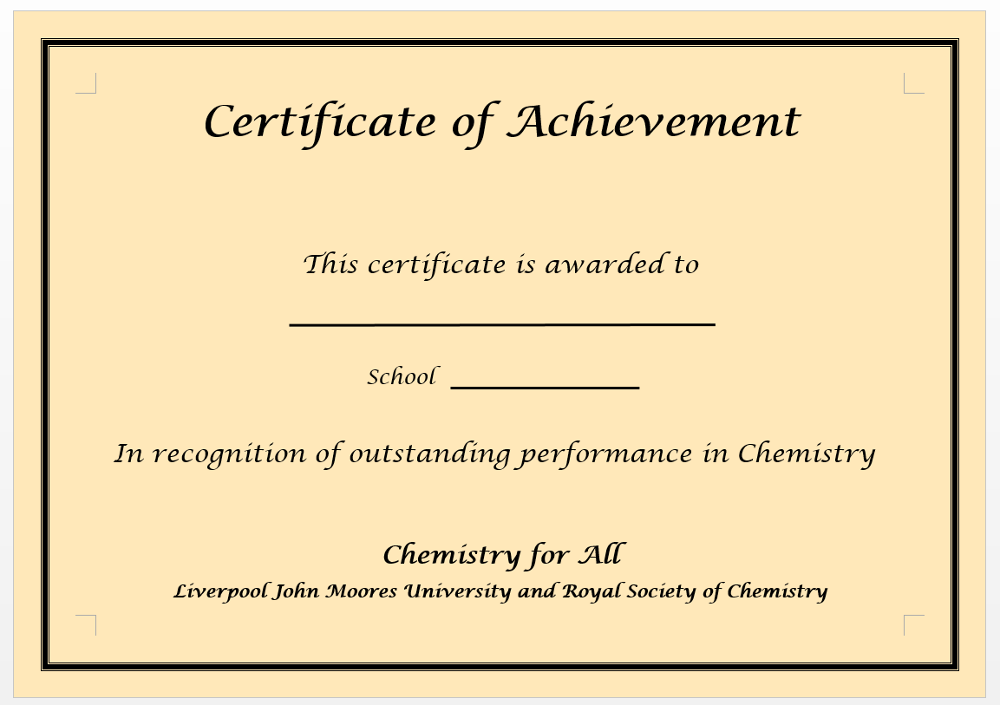 Certificate of Achievement
This certificate is awarded to
School
In recognition of outstanding performance in Chemistry
Chemistry for All
Liverpool John Moores University and Royal Society of Chemistry